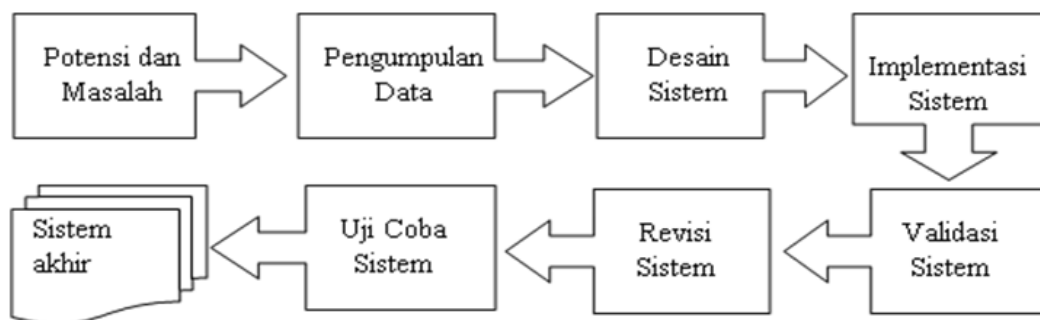 Potensi dan
Masalah
Pengumpulan
Data
Desain
Sistem
Implementasi
Sistem
Validasi
Sistem
Revisi
Sistem
Uji Coba
Sistem
Sistem
akhir